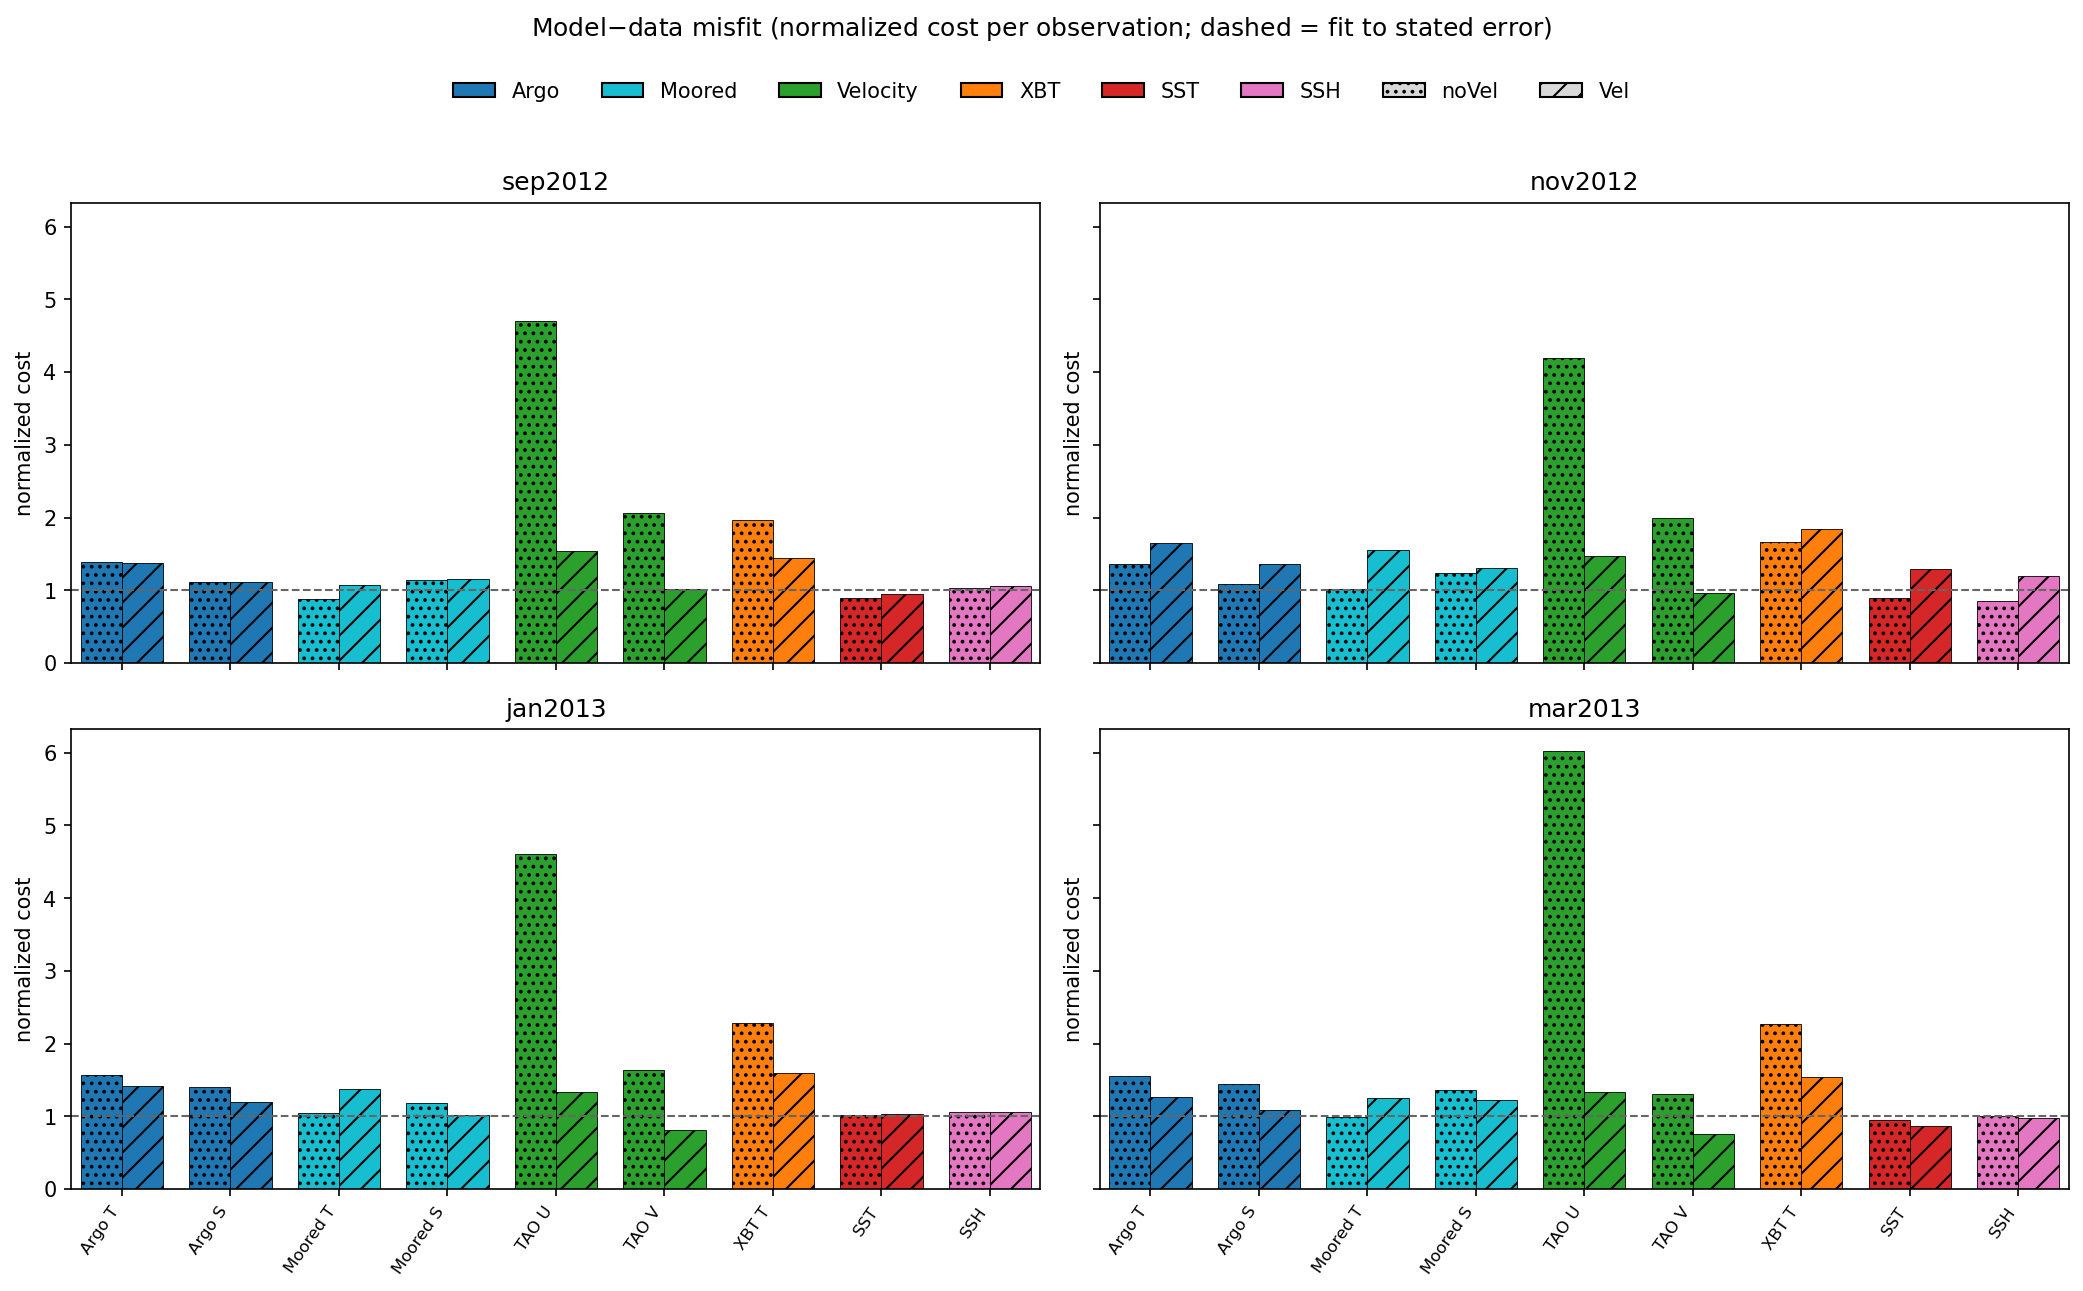 Model−data misfit (normalized cost per observation; dashed = fit to stated error)
Argo Moored Velocity XBT SST SSH noVel Vel
sep2012
normalized cost
6
5
4
3
2
1
0
nov2012
normalized cost
jan2013
normalized cost
6
5
4
3
2
1
0
Argo T
Argo S
Moored T
Moored S
TAO U
TAO V
XBT T
SST
SSH
mar2013
normalized cost
Argo T
Argo S
Moored T
Moored S
TAO U
TAO V
XBT T
SST
SSH